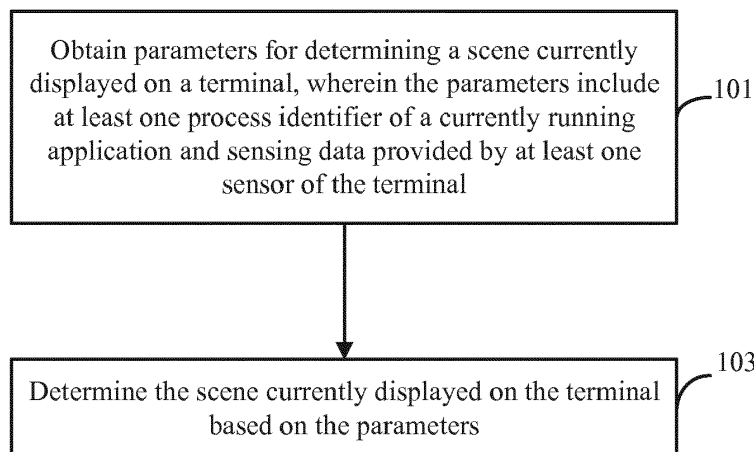 Obtain parameters for determining a scene currently
displayed on a terminal, wherein the parameters include
at least one process identifier of a currently running
application and sensing data provided by at least one
sensor of the terminal
101
103
Determine the scene currently displayed on the terminal
based on the parameters